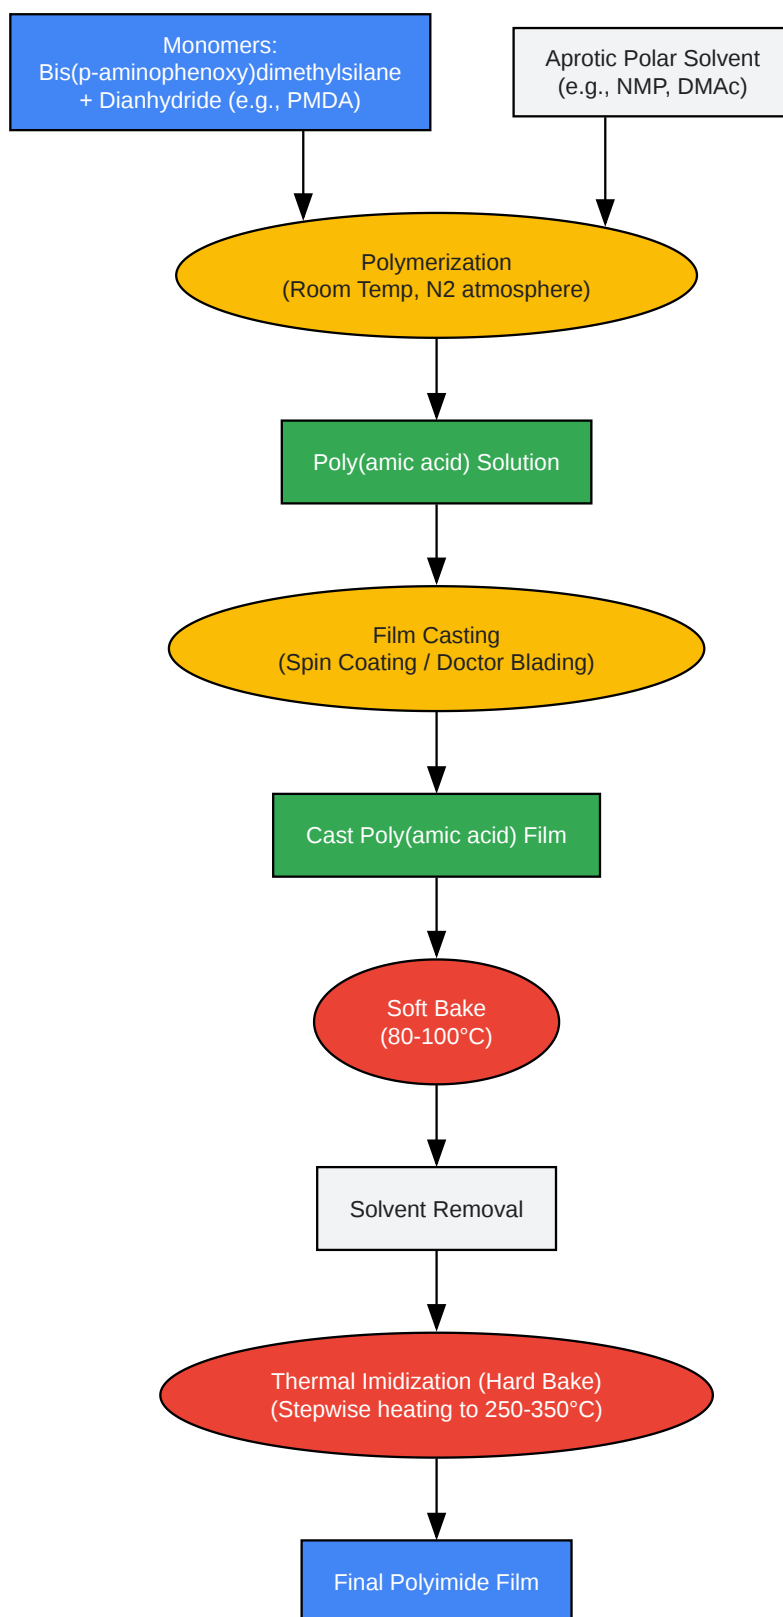 Monomers:
Bis(p-aminophenoxy)dimethylsilane
+ Dianhydride (e.g., PMDA)
Aprotic Polar Solvent
(e.g., NMP, DMAc)
Polymerization
(Room Temp, N2 atmosphere)
Poly(amic acid) Solution
Film Casting
(Spin Coating / Doctor Blading)
Cast Poly(amic acid) Film
Soft Bake
(80-100°C)
Solvent Removal
Thermal Imidization (Hard Bake)
(Stepwise heating to 250-350°C)
Final Polyimide Film